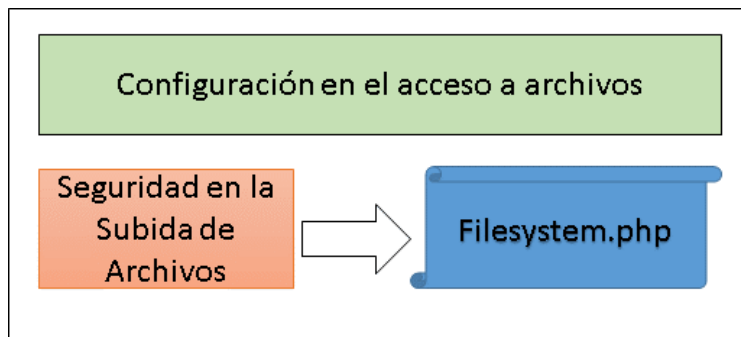 Configuración en el acceso a archivos
Seguridad en la
Subida de
Archivos
Filesystem.php